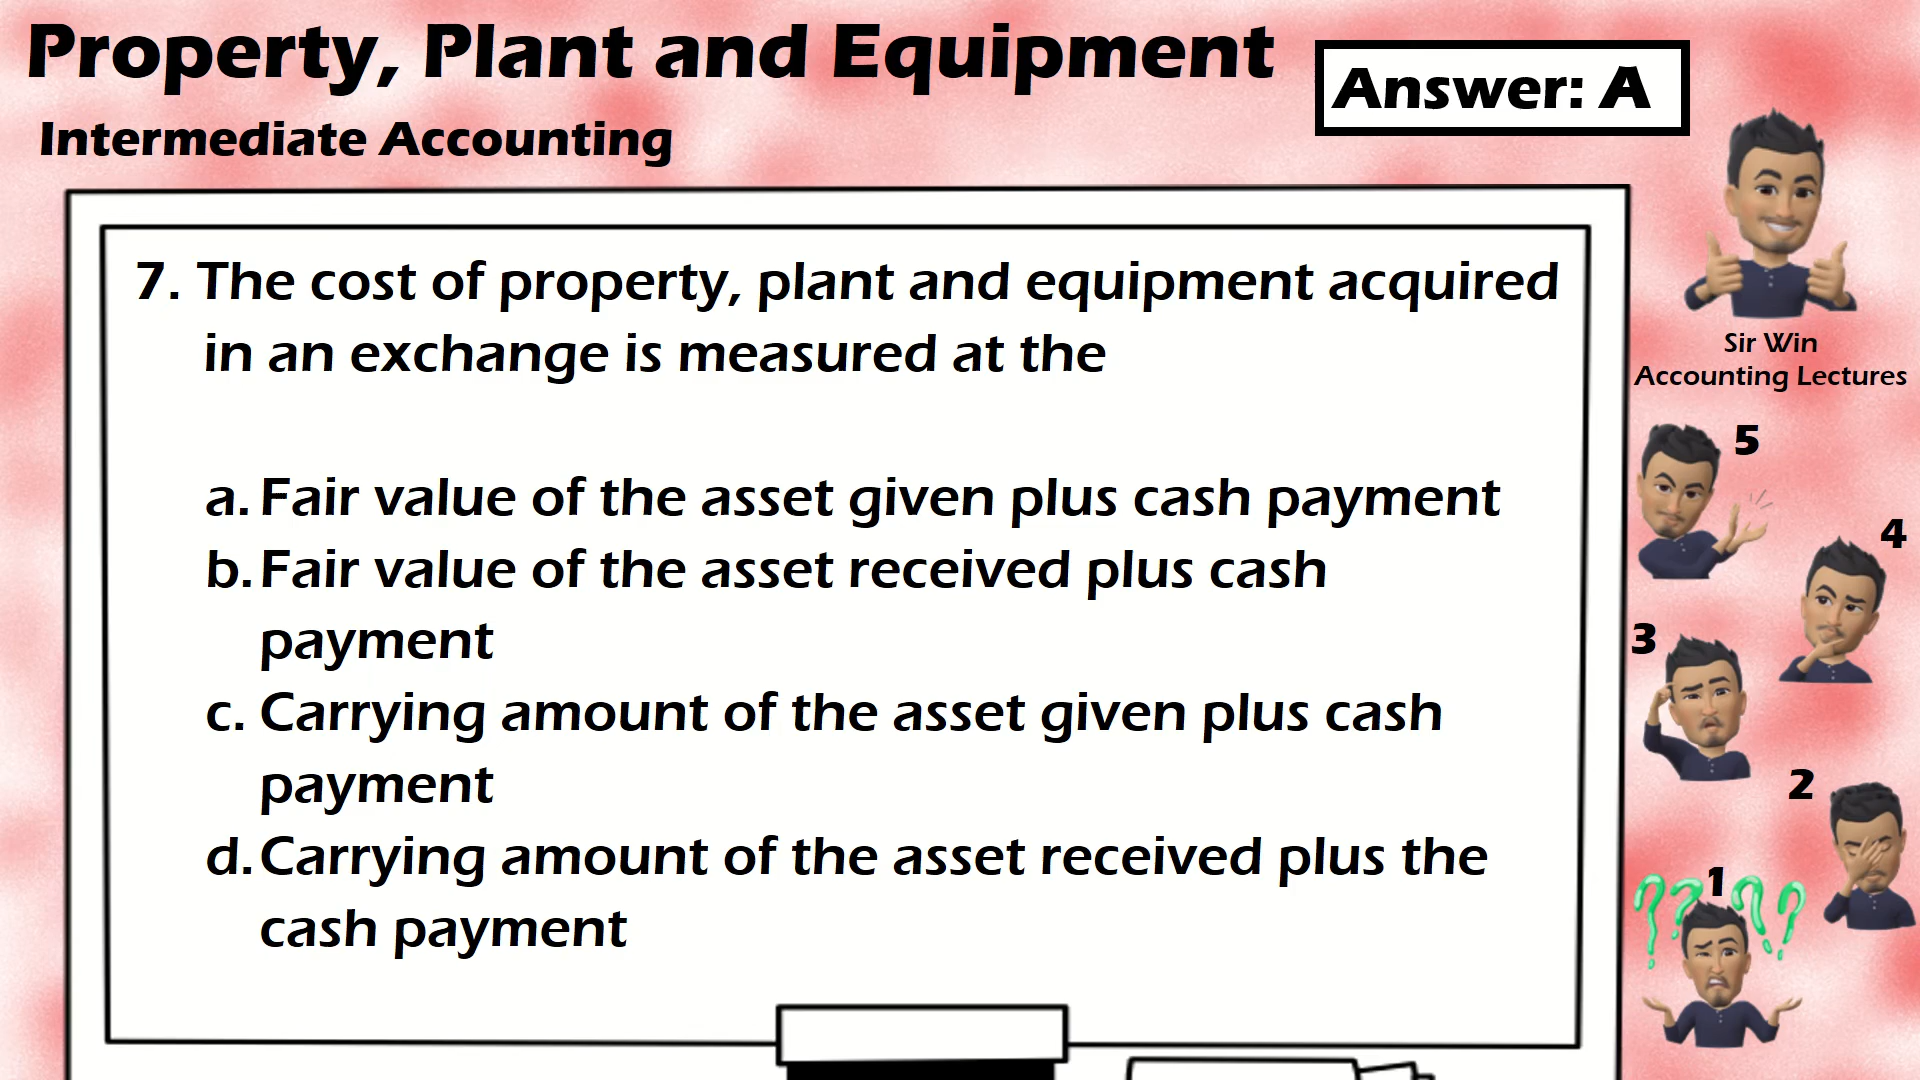 Property, Plant and Equipment
Answer: A
Intermediate Accounting
7. The cost of property, plant and equipment acquired
in an exchange is measured at the
a. Fair value of the asset given plus cash payment
b. Fair value of the asset received plus cash
payment
c. Carrying amount of the asset given plus cash
payment
d. Carrying amount of the asset received plus the
cash payment
Sir Win
Accounting Lectures
5
4
3
2
1
????